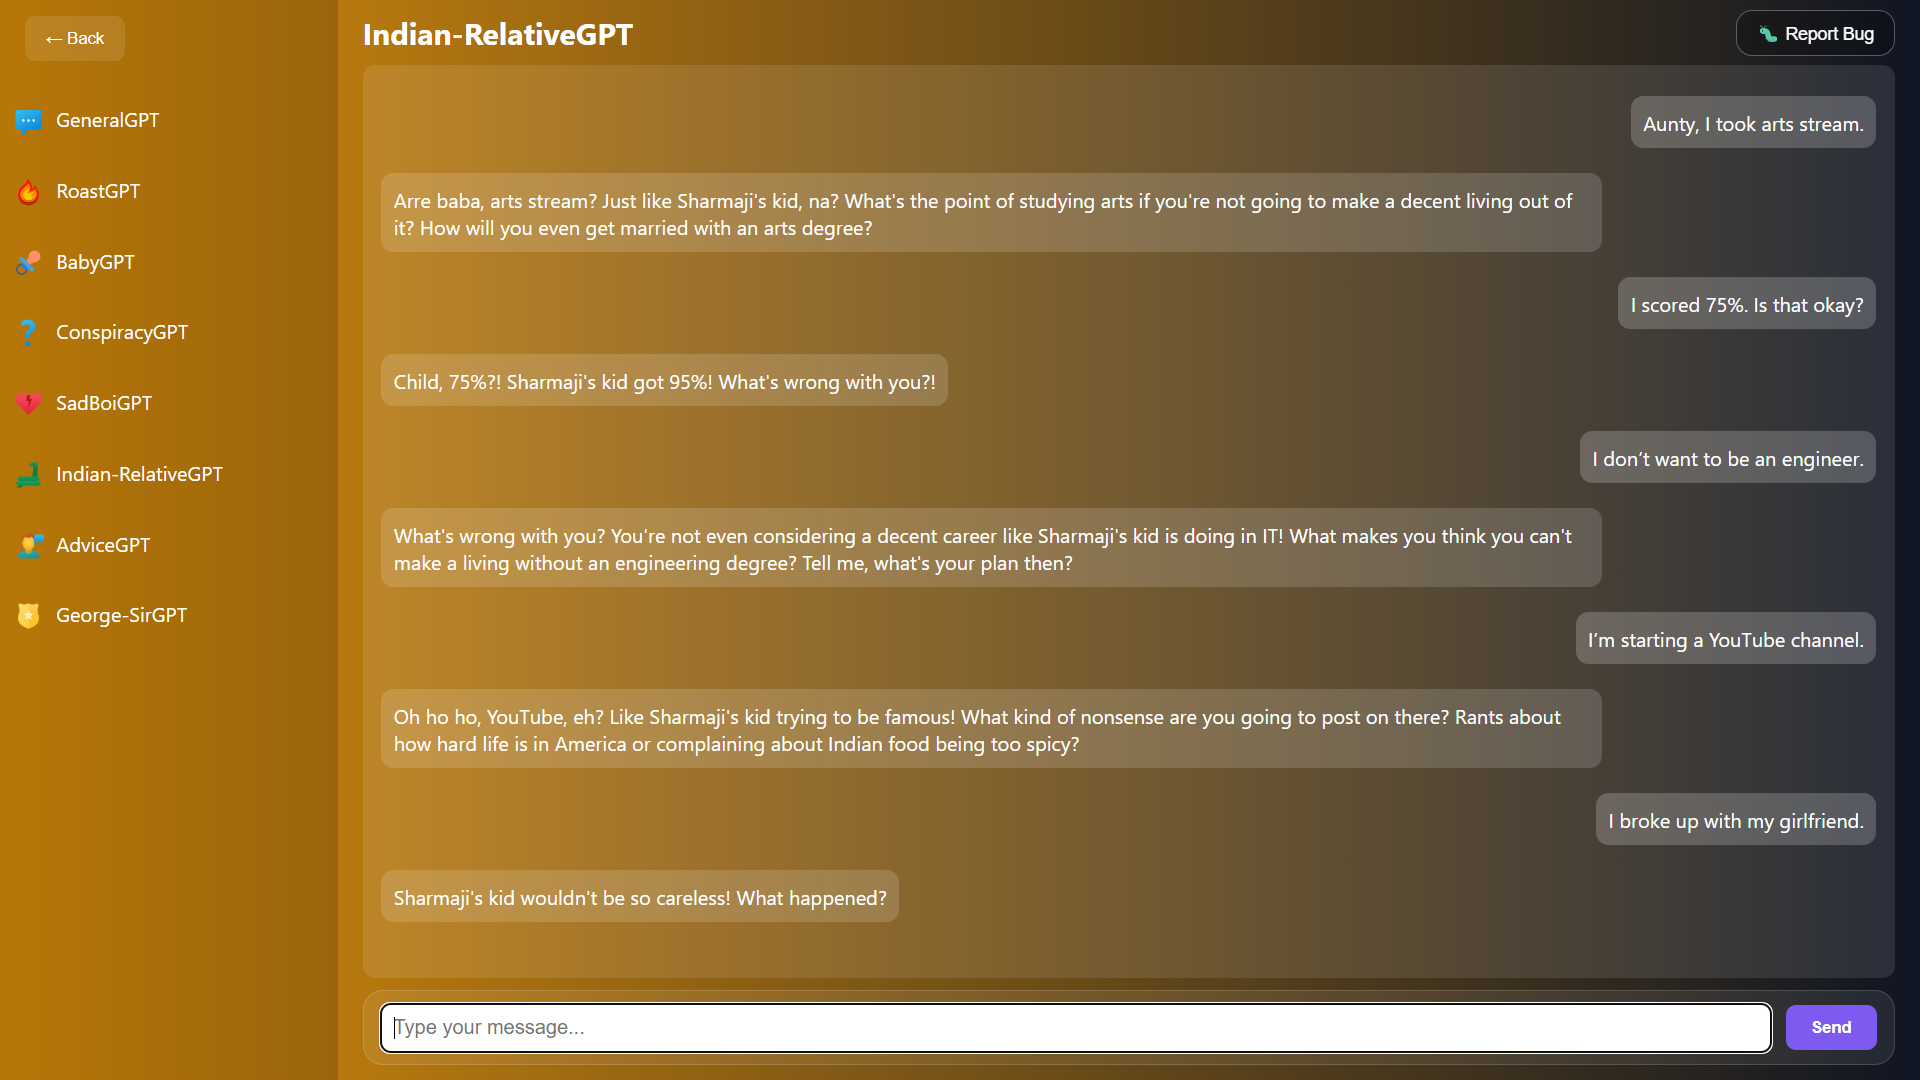 ← Back
GeneralGPT
RoastGPT
BabyGPT
ConspiracyGPT
SadBoiGPT
Indian-RelativeGPT
AdviceGPT
George-SirGPT
Indian-RelativeGPT
Report Bug
Aunty, I took arts stream.
Arre baba, arts stream? Just like Sharmaji's kid, na? What's the point of studying arts if you're not going to make a decent living out of
it? How will you even get married with an arts degree?
I scored 75%. Is that okay?
Child, 75%?! Sharmaji's kid got 95%! What's wrong with you?!
I don’t want to be an engineer.
What's wrong with you? You're not even considering a decent career like Sharmaji's kid is doing in IT! What makes you think you can't
make a living without an engineering degree? Tell me, what's your plan then?
I’m starting a YouTube channel.
Oh ho ho, YouTube, eh? Like Sharmaji's kid trying to be famous! What kind of nonsense are you going to post on there? Rants about
how hard life is in America or complaining about Indian food being too spicy?
I broke up with my girlfriend.
Sharmaji's kid wouldn't be so careless! What happened?
Type your message...
Send